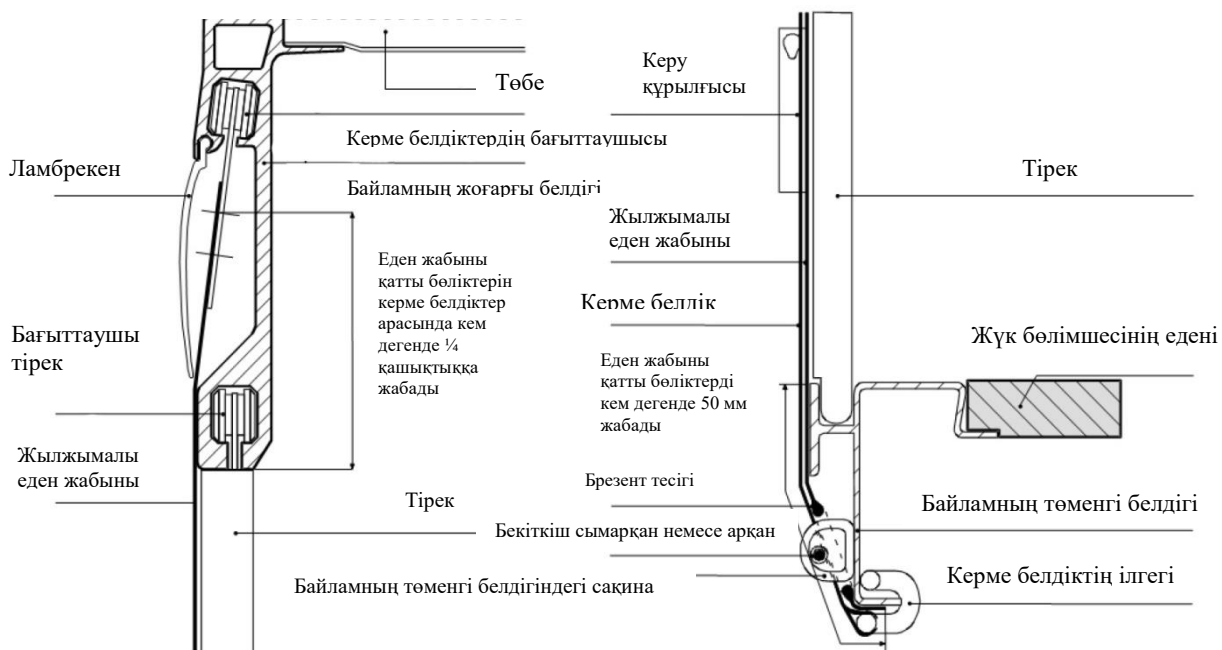 Төбе
Керме белдіктердің бағыттаушысы
Ламбрекен
Байламның жоғарғы белдігі
Еден жабыны
қатты бөліктерін
керме белдіктер
арасында кем
дегенде ¼
қашықтыққа
жабады
Бағыттаушы
тірек
Жылжымалы
еден жабыны
Тірек
Керу
құрылғысы
Тірек
Жылжымалы
еден жабыны
Керме белдік
Жүк бөлімшесінің едені
Еден жабыны
қатты бөліктерді
кем дегенде 50 мм
жабады
Брезент тесігі
Байламның төменгі белдігі
Бекіткіш сымарқан немесе арқан
Керме белдіктің ілгегі
Байламның төменгі белдігіндегі сақина